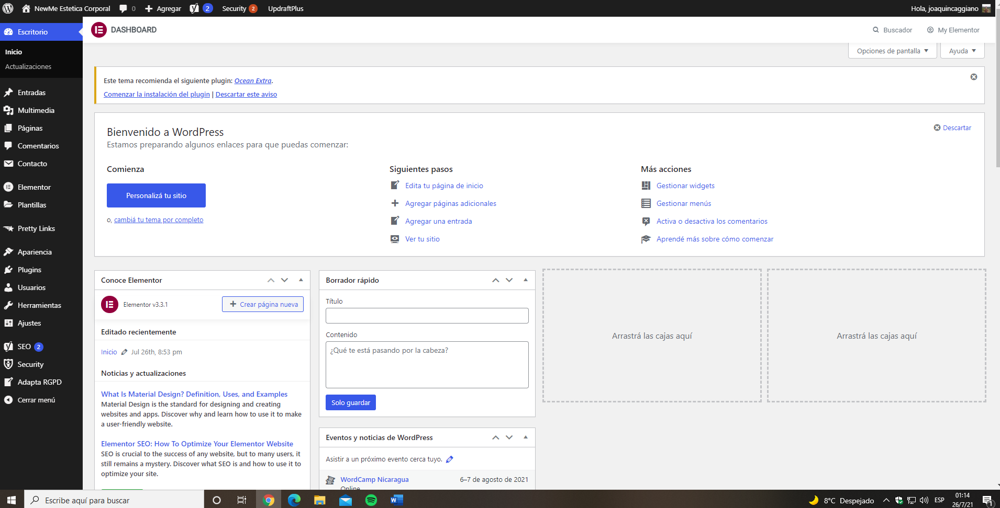 NewMe Estetica Corporal 0 Agregar 2 Security 2 UpdraftPlus Hola, joaquincaggiano
Escritorio
Inicio
Actualizaciones
Entradas
Multimedia
Páginas
Comentarios
Contacto
Elementor
Plantillas
Pretty Links
Apariencia
Plugins
Usuarios
Herramientas
Ajustes
SEO 2
Security
Adapta RGPD
Cerrar menú
DASHBOARD Buscador My Elementor
Opciones de pantalla Ayuda
Este tema recomienda el siguiente plugin: Ocean Extra.
Comenzar la instalación del plugin | Descartar este aviso
Bienvenido a WordPress Descartar
Estamos preparando algunos enlaces para que puedas comenzar:
Comienza
Personalizá tu sitio
o, cambiá tu tema por completo
Siguientes pasos
Edita tu página de inicio
Agregar páginas adicionales
Agregar una entrada
Ver tu sitio
Más acciones
Gestionar widgets
Gestionar menús
Activa o desactiva los comentarios
Aprendé más sobre cómo comenzar
Conoce Elementor
Elementor v3.3.1 Crear página nueva
Editado recientemente
Inicio Jul 26th, 8:53 pm
Noticias y actualizaciones
What Is Material Design? Definition, Uses, and Examples
Material Design is the standard for designing and creating
websites and apps. Discover why and learn how to use it to make
a user-friendly website.
Elementor SEO: How To Optimize Your Elementor Website
SEO is crucial to the success of any website, but to many users, it
still remains a mystery. Discover what SEO is and how to use it to
optimize your site.
Borrador rápido
Título
Contenido
¿Qué te está pasando por la cabeza?
Solo guardar
Eventos y noticias de WordPress
Asistir a un próximo evento cerca tuyo.
WordCamp Nicaragua 6–7 de agosto de 2021
Online
Arrastrá las cajas aquí
Arrastrá las cajas aquí
Escribe aquí para buscar
8°C Despejado ESP
01:14
26/7/21
1